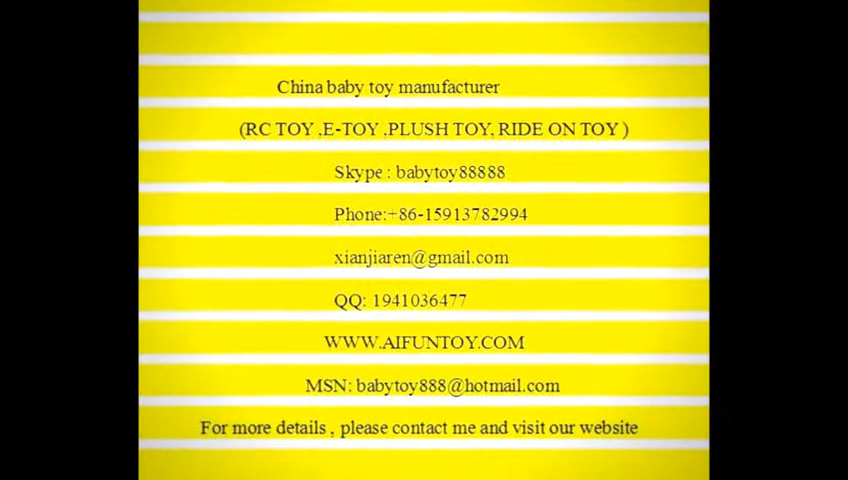 China baby toy manufacturer
(RC TOY ,E-TOY ,PLUSH TOY, RIDE ON TOY )
Skype : babytoy88888
Phone:+86-15913782994
xianjiaren@gmail.com
QQ: 1941036477
WWW.AIFUNTOY.COM
MSN: babytoy888@hotmail.com
For more details , please contact me and visit our website